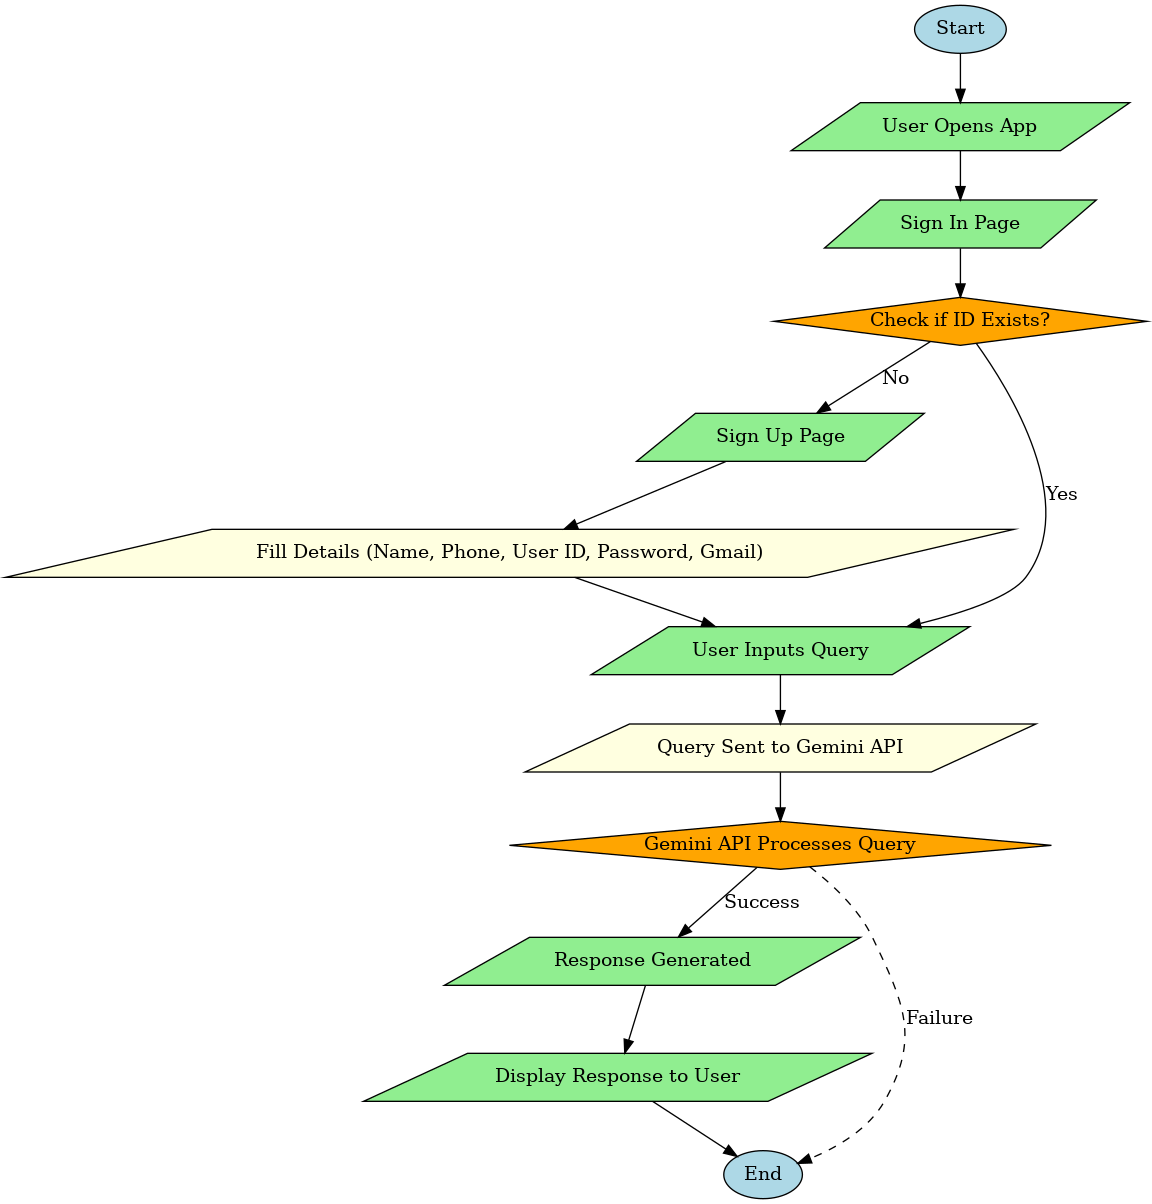 Start
User Opens App
Sign In Page
Check if ID Exists?
No
Sign Up Page
Yes
Fill Details (Name, Phone, User ID, Password, Gmail)
User Inputs Query
Query Sent to Gemini API
Gemini API Processes Query
Success
Response Generated
Failure
Display Response to User
End